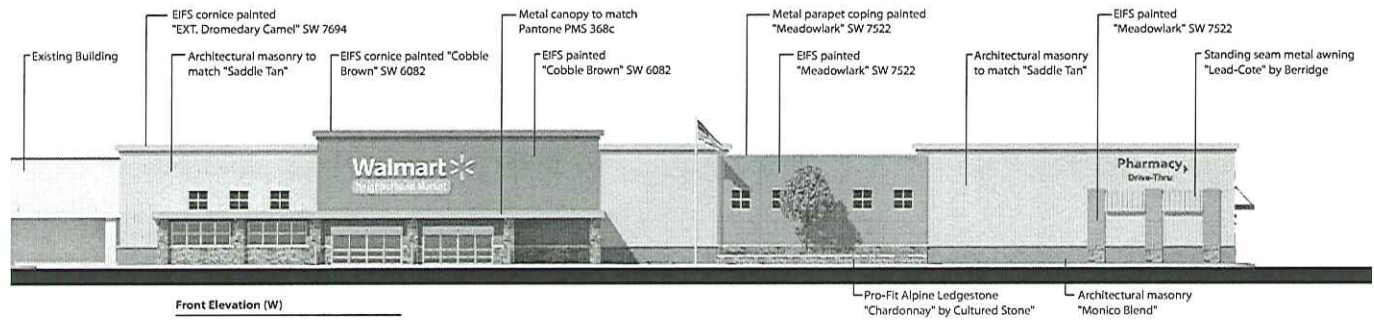 EIFS cornice painted
"EXT. Dromedary Camel" SW 7694
Metal canopy to match
Pantone PMS 368c
Metal parapet coping painted
"Meadowlark" SW 7522
EIFS painted
"Meadowlark" SW 7522
Existing Building
Architectural masonry to
match "Saddle Tan"
EIFS cornice painted "Cobble
Brown" SW 6082
EIFS painted
"Cobble Brown" SW 6082
EIFS painted
"Meadowlark" SW 7522
Architectural masonry
to match "Saddle Tan"
Standing seam metal awning
"Lead-Cote" by Berridge
Walmart
Neighborhood Market
Pharmacy
Drive-Thru
Front Elevation (W)
Pro-Fit Alpine Ledgestone
"Chardonnay" by Cultured Stone"
Architectural masonry
"Monico Blend"